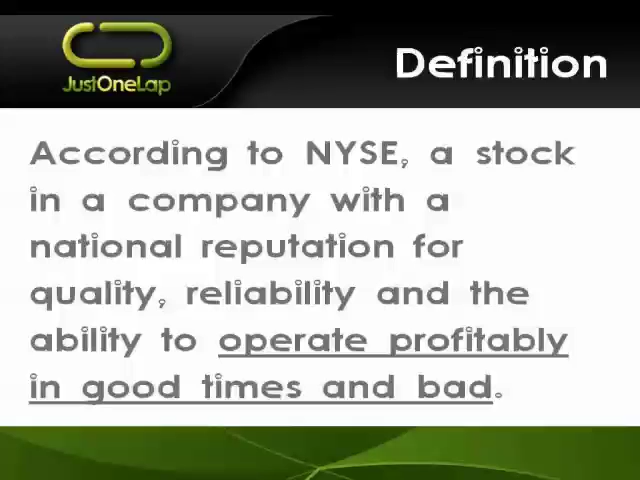 JustOneLap
Definition
According to NYSE, a stock
in a company with a
national reputation for
quality, reliability and the
ability to operate profitably
in good times and bad.